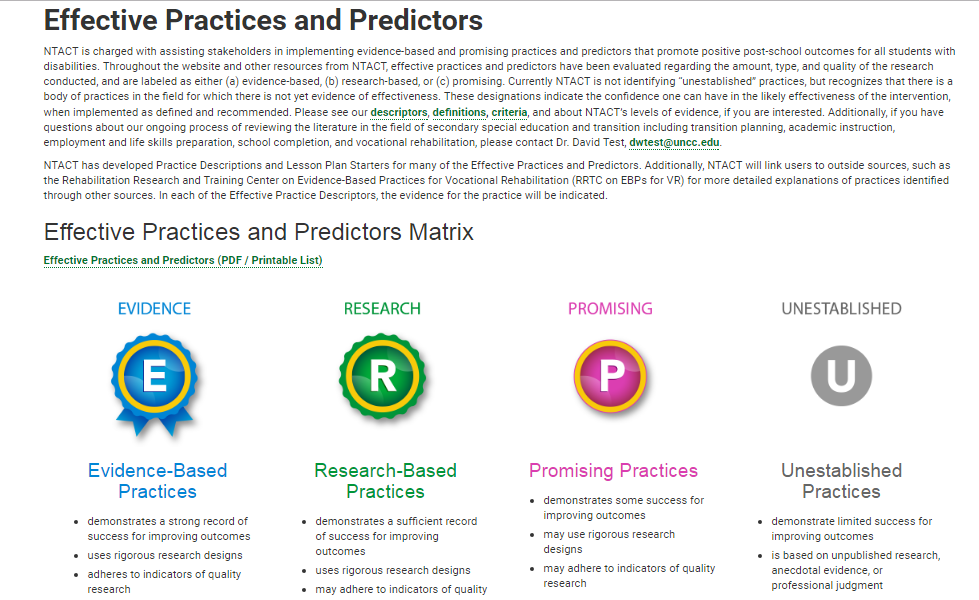 Effective Practices and Predictors
NTACT is charged with assisting stakeholders in implementing evidence-based and promising practices and predictors that promote positive post-school outcomes for all students with
disabilities. Throughout the website and other resources from NTACT, effective practices and predictors have been evaluated regarding the amount, type, and quality of the research
conducted, and are labeled as either (a) evidence-based, (b) research-based, or (c) promising. Currently NTACT is not identifying "unestablished" practices, but recognizes that there is a
body of practices in the field for which there is not yet evidence of effectiveness. These designations indicate the confidence one can have in the likely effectiveness of the intervention,
when implemented as defined and recommended. Please see our descriptors, definitions, criteria, and about NTACT's levels of evidence, if you are interested. Additionally, if you have
questions about our ongoing process of reviewing the literature in the field of secondary special education and transition including transition planning, academic instruction,
employment and life skills preparation, school completion, and vocational rehabilitation, please contact Dr. David Test, dwtest@uncc.edu.
NTACT has developed Practice Descriptions and Lesson Plan Starters for many of the Effective Practices and Predictors. Additionally, NTACT will link users to outside sources, such as
the Rehabilitation Research and Training Center on Evidence-Based Practices for Vocational Rehabilitation (RRTC on EBPs for VR) for more detailed explanations of practices identified
through other sources. In each of the Effective Practice Descriptors, the evidence for the practice will be indicated.
Effective Practices and Predictors Matrix
Effective Practices and Predictors (PDF / Printable List)
EVIDENCE
E
Evidence-Based
Practices
• demonstrates a strong record of
success for improving outcomes
• uses rigorous research designs
• adheres to indicators of quality
research
RESEARCH
R
Research-Based
Practices
• demonstrates a sufficient record
of success for improving
outcomes
• uses rigorous research designs
• may adhere to indicators of quality
PROMISING
P
Promising Practices
• demonstrates some success for
improving outcomes
• may use rigorous research
designs
• may adhere to indicators of quality
research
UNESTABLISHED
U
Unestablished
Practices
• demonstrate limited success for
improving outcomes
• is based on unpublished research,
anecdotal evidence, or
professional judgment